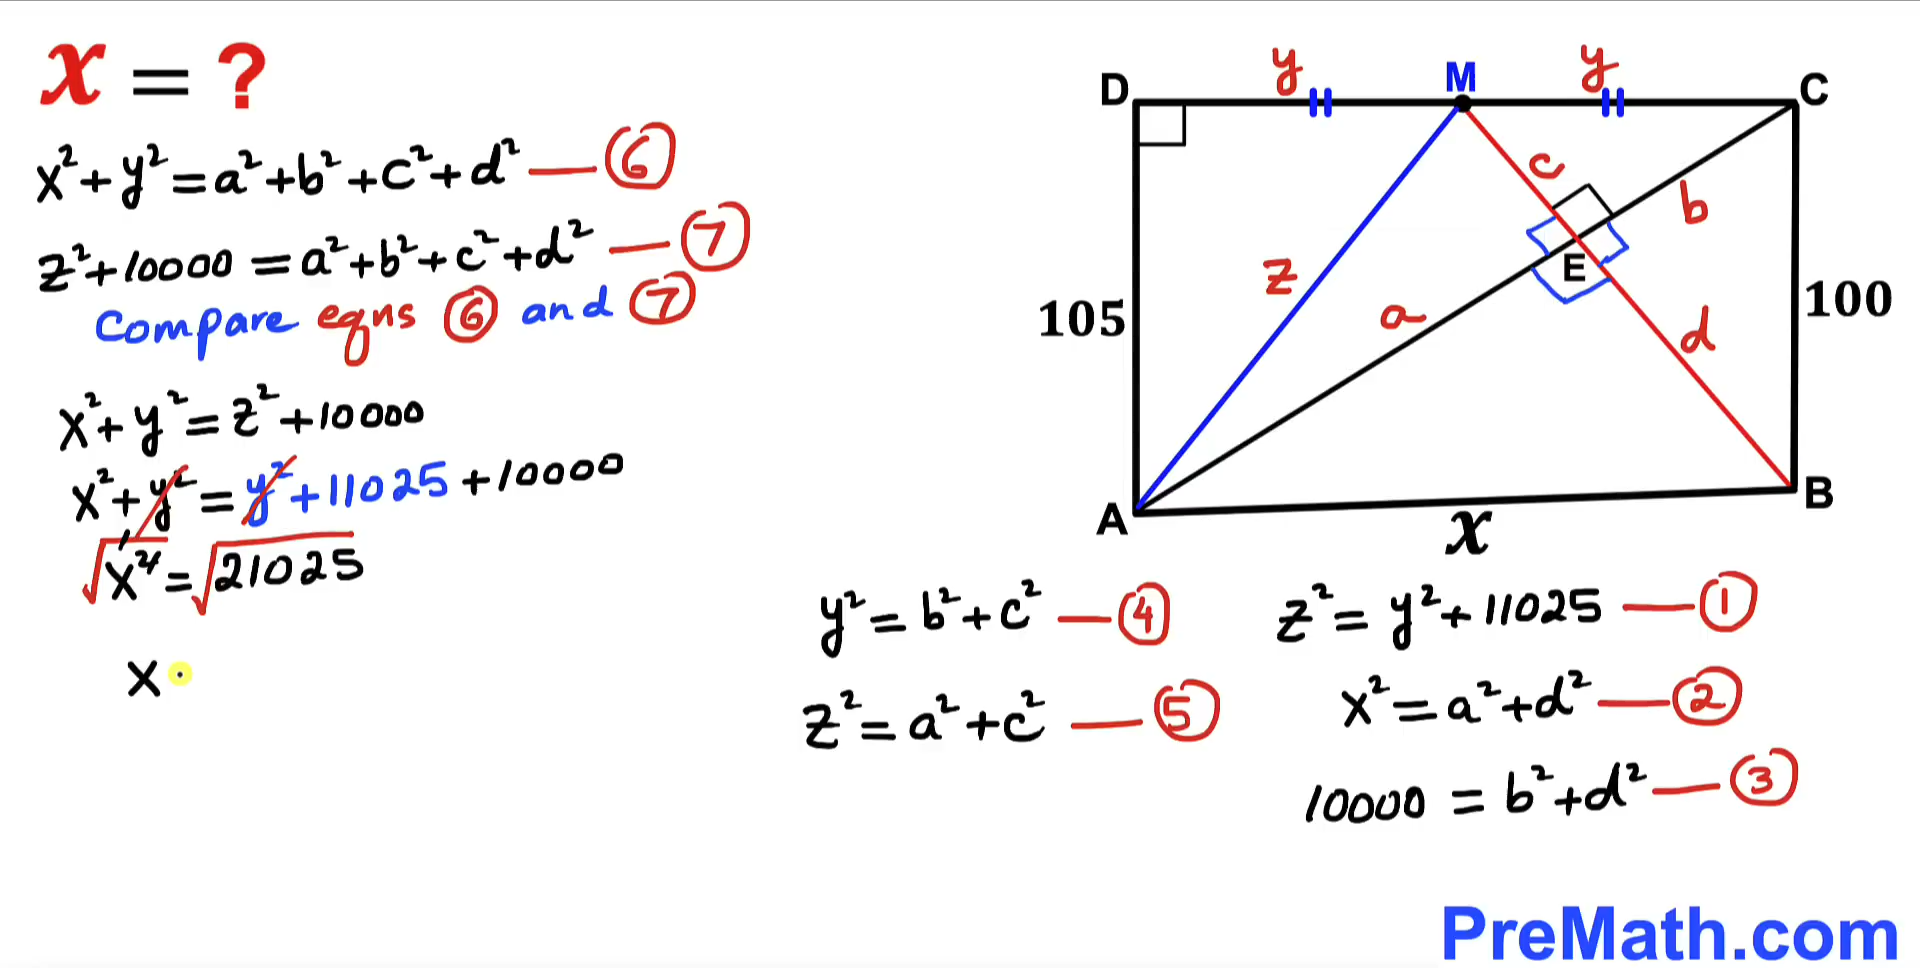 x = ?
x² + y² = a² + b² + c² + d² — ⑥
z² + 10000 = a² + b² + c² + d² — ⑦
Compare eqns ⑥ and ⑦
x² + y² = z² + 10000
x² + y² = y² + 11025 + 10000
√x² = √21025
x
y
y
D
M
C
c
b
z
E
a
d
105
100
A
B
x
y² = b² + c² — ④
z² = a² + c² — ⑤
z² = y² + 11025 — ①
x² = a² + d² — ②
10000 = b² + d² — ③
PreMath.com